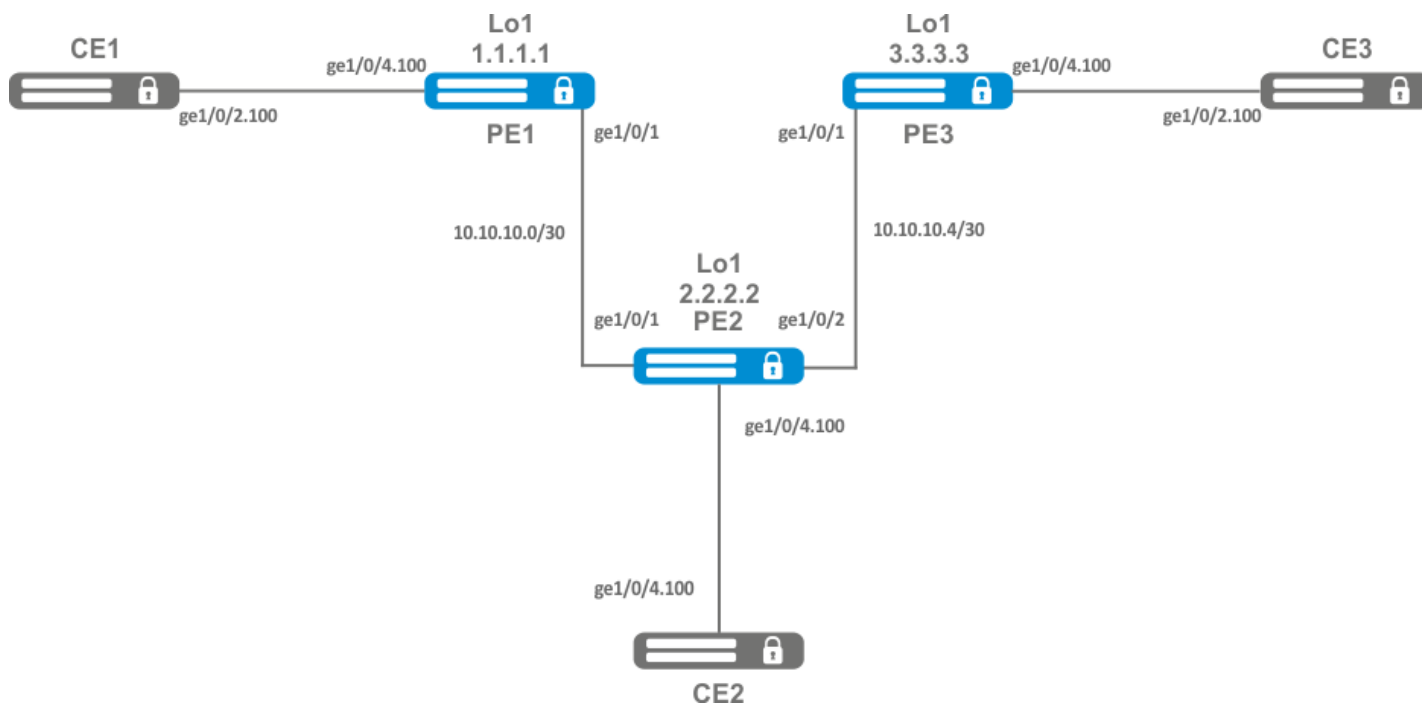 Lo1
1.1.1.1
Lo1
3.3.3.3
CE1
CE3
ge1/0/4.100
ge1/0/4.100
ge1/0/2.100
ge1/0/2.100
PE1
ge1/0/1
ge1/0/1
PE3
10.10.10.0/30
10.10.10.4/30
Lo1
2.2.2.2
PE2
ge1/0/1
ge1/0/2
ge1/0/4.100
ge1/0/4.100
CE2